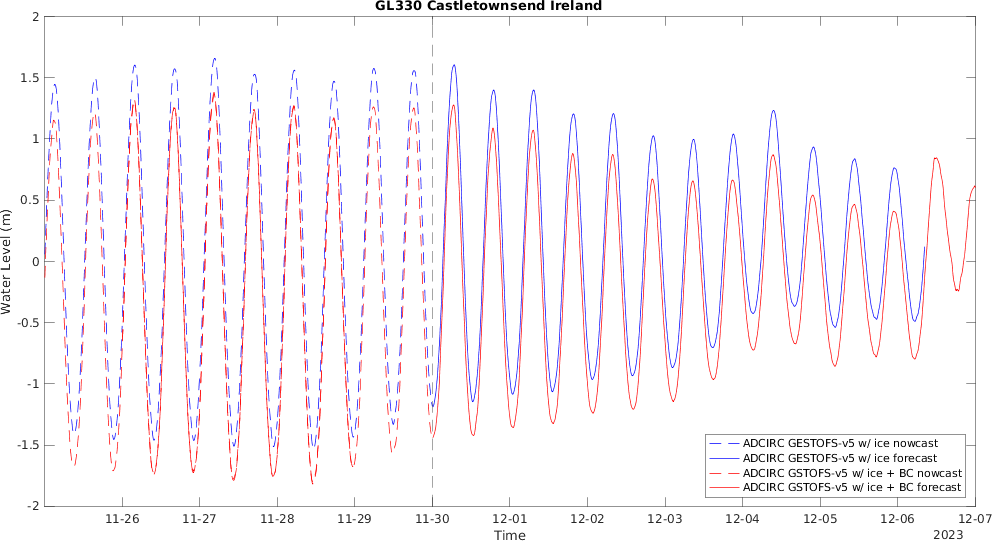 GL330 Castletownsend Ireland
2
1.5
1
0.5
0
-0.5
-1
-1.5
-2
Water Level (m)
ADCIRC GESTOFS-v5 w/ ice nowcast
ADCIRC GESTOFS-v5 w/ ice forecast
ADCIRC GSTOFS-v5 w/ ice + BC nowcast
ADCIRC GSTOFS-v5 w/ ice + BC forecast
11-26 11-27 11-28 11-29 11-30 12-01 12-02 12-03 12-04 12-05 12-06 12-07
Time
2023